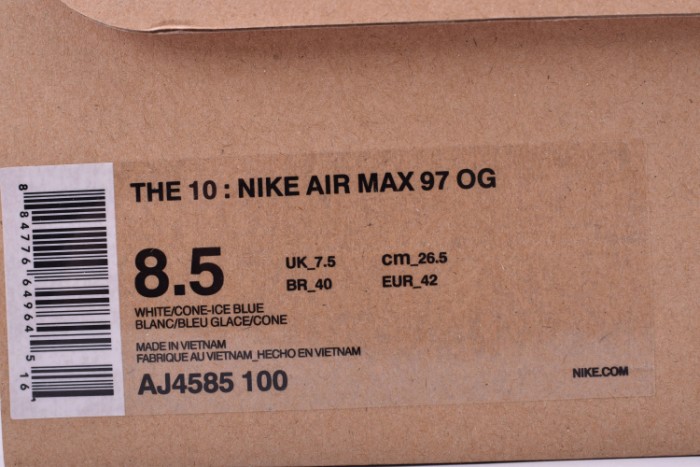 THE 10 : NIKE AIR MAX 97 OG
8.5
UK_7.5 cm_26.5
BR_40 EUR_42
WHITE/CONE-ICE BLUE
BLANC/BLEU GLACE/CONE
MADE IN VIETNAM
FABRIQUE AU VIETNAM_HECHO EN VIETNAM
AJ4585 100
NIKE.COM
8 84776 64964 5 16